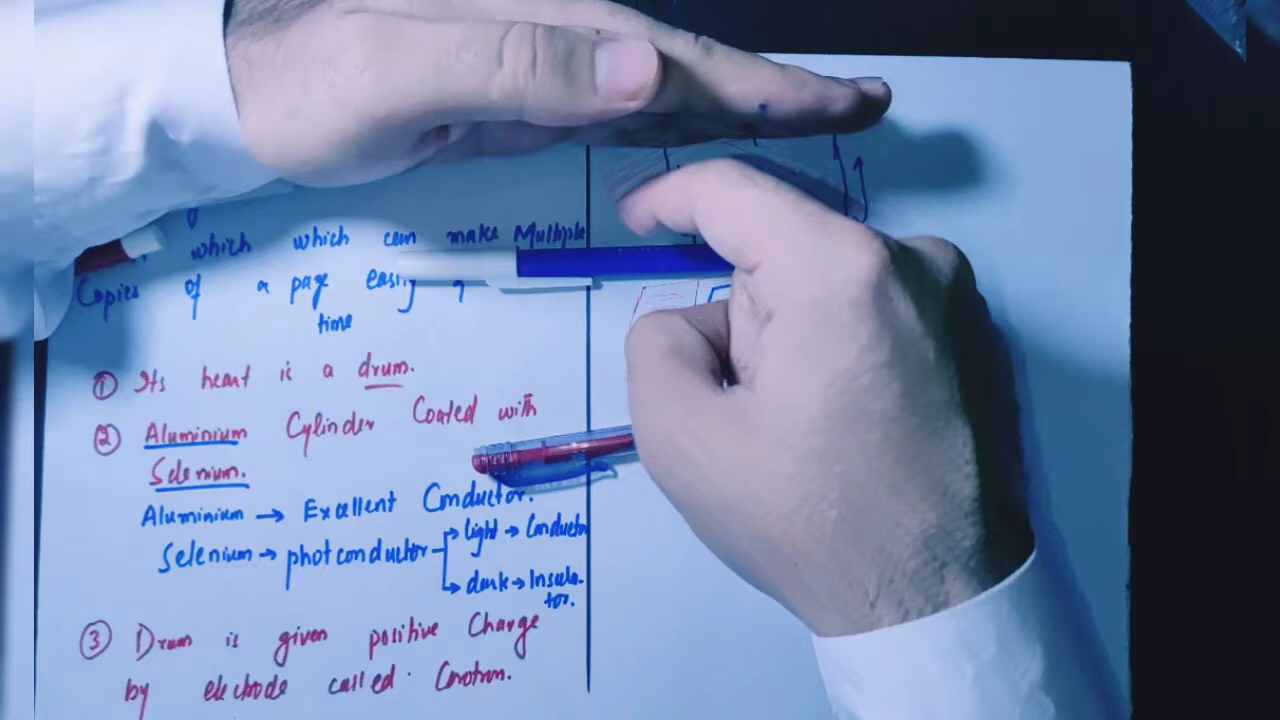 which which can make Multiple
Copies of a page easily
time
① Its heart is a drum.
② Aluminium Cylinder Coated with
Selenium.
Aluminium → Excellent Conductor.
Selenium → photconductor → light → Conductor
→ dark → Insula-
tor.
③ Drum is given positive Charge
by electrode called